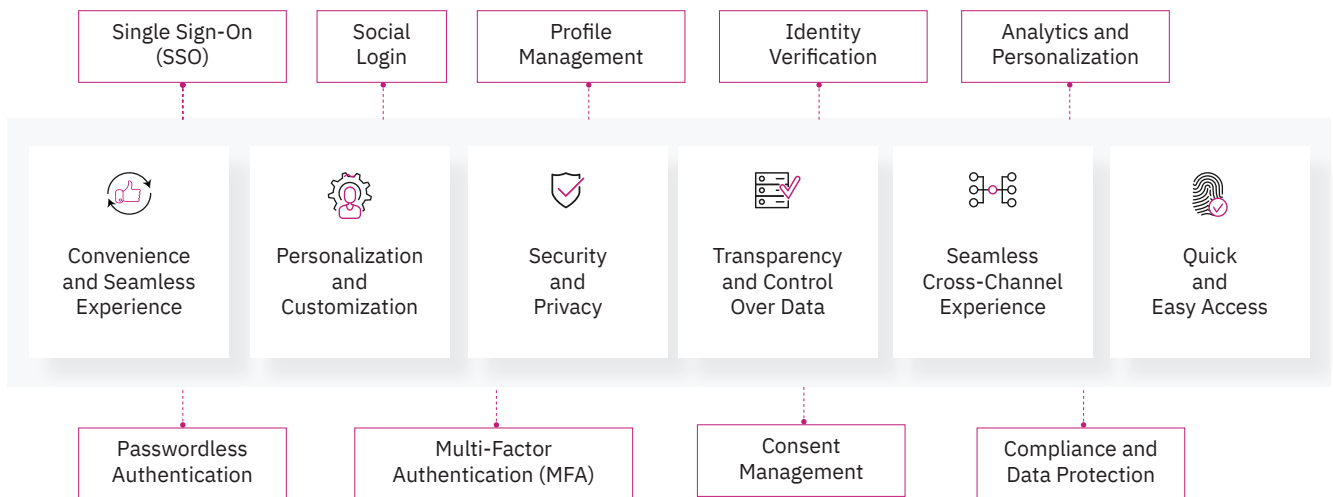 Single Sign-On
(SSO)
Social
Login
Profile
Management
Identity
Verification
Analytics and
Personalization
Convenience
and Seamless
Experience
Personalization
and
Customization
Security
and
Privacy
Transparency
and Control
Over Data
Seamless
Cross-Channel
Experience
Quick
and
Easy Access
Passwordless
Authentication
Multi-Factor
Authentication (MFA)
Consent
Management
Compliance and
Data Protection